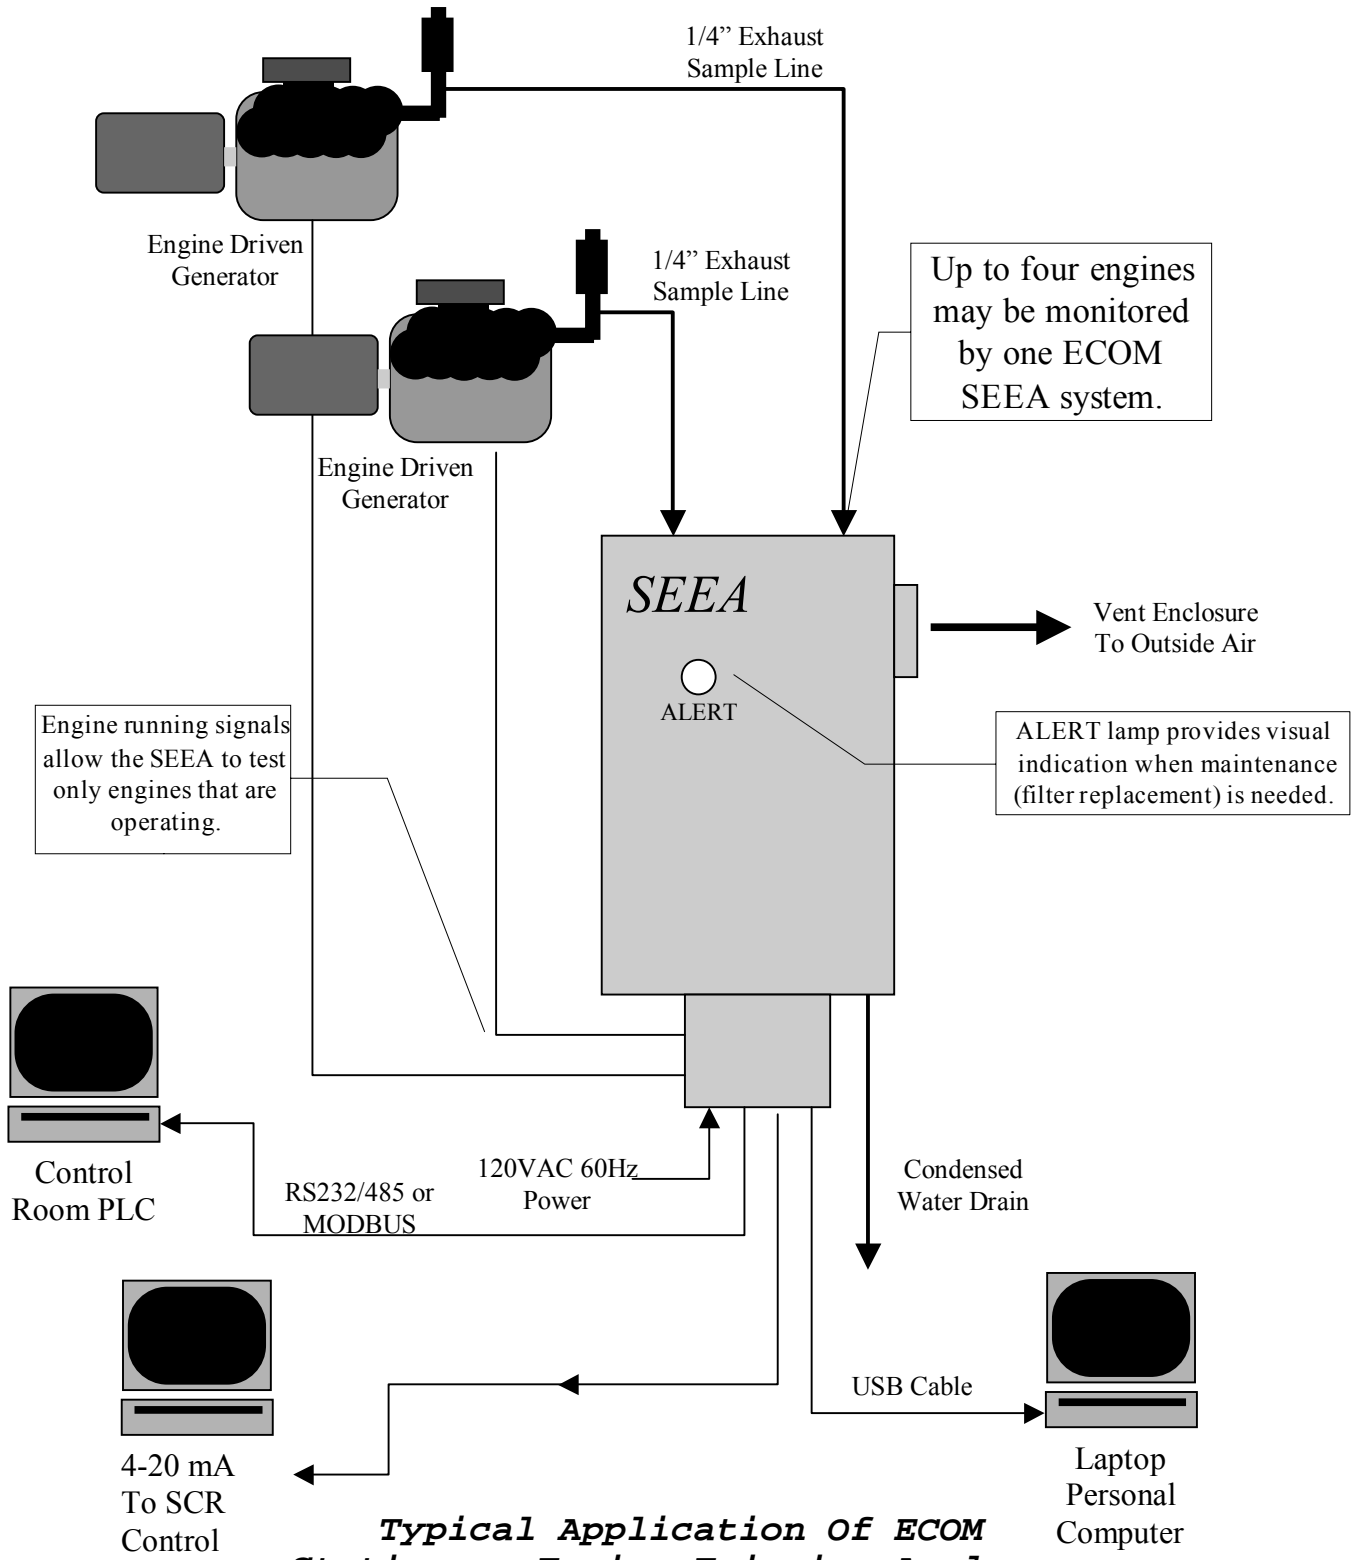 1/4” Exhaust
Sample Line
Engine Driven
Generator
1/4” Exhaust
Sample Line
Up to four engines
may be monitored
by one ECOM
SEEA system.
Engine Driven
Generator
SEEA
ALERT
Vent Enclosure
To Outside Air
Engine running signals
allow the SEEA to test
only engines that are
operating.
ALERT lamp provides visual
indication when maintenance
(filter replacement) is needed.
Control
Room PLC
RS232/485 or
MODBUS
120VAC 60Hz
Power
Condensed
Water Drain
USB Cable
4-20 mA
To SCR
Control
Laptop
Personal
Computer
Typical Application Of ECOM